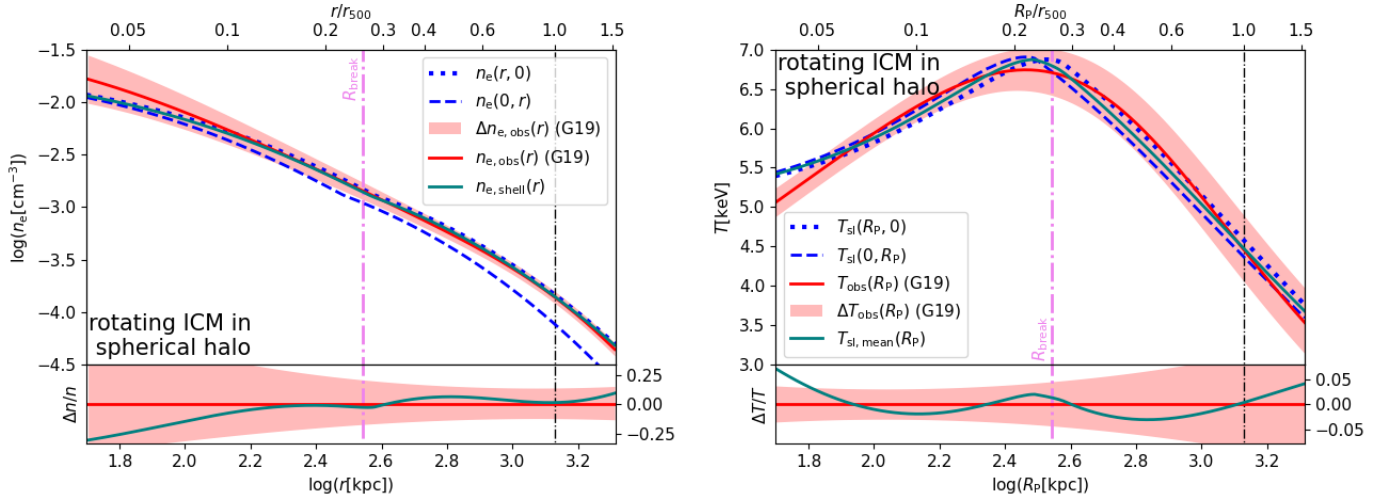 r/r500
0.05 0.1 0.2 0.3 0.4 0.6 1.0 1.5
−1.5
−2.0
−2.5
−3.0
−3.5
−4.0
−4.5
log(ne[cm−3])
Rbreak
ne(r, 0)
ne(0, r)
Δne,obs(r) (G19)
ne,obs(r) (G19)
ne,shell(r)
rotating ICM in
spherical halo
Δn/n
0.25
0.00
−0.25
1.8 2.0 2.2 2.4 2.6 2.8 3.0 3.2
log(r[kpc])
RP/r500
0.05 0.1 0.2 0.3 0.4 0.6 1.0 1.5
rotating ICM in
spherical halo
7.0
6.5
6.0
5.5
5.0
4.5
4.0
3.5
3.0
T[keV]
Tsl(RP, 0)
Tsl(0, RP)
Tobs(RP) (G19)
ΔTobs(RP) (G19)
Tsl,mean(RP)
Rbreak
ΔT/T
0.05
0.00
−0.05
1.8 2.0 2.2 2.4 2.6 2.8 3.0 3.2
log(RP[kpc])